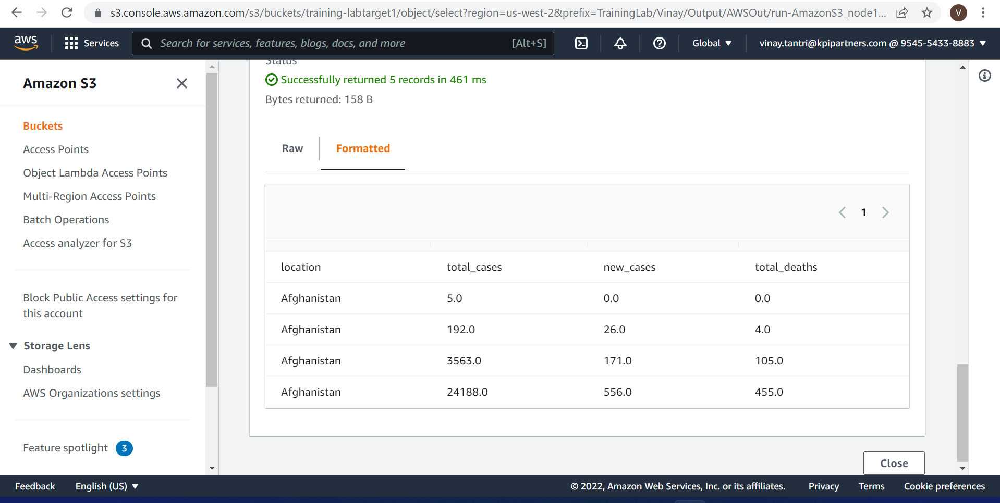 s3.console.aws.amazon.com/s3/buckets/training-labtarget1/object/select?region=us-west-2&prefix=TrainingLab/Vinay/Output/AWSOut/run-AmazonS3_node1...
V
aws
Services
Search for services, features, blogs, docs, and more
[Alt+S]
Global
vinay.tantri@kpipartners.com @ 9545-5433-8883
Amazon S3
Buckets
Access Points
Object Lambda Access Points
Multi-Region Access Points
Batch Operations
Access analyzer for S3
Block Public Access settings for
this account
Storage Lens
Dashboards
AWS Organizations settings
Feature spotlight 3
Status
Successfully returned 5 records in 461 ms
Bytes returned: 158 B
Raw Formatted
1
location total_cases new_cases total_deaths
Afghanistan 5.0 0.0 0.0
Afghanistan 192.0 26.0 4.0
Afghanistan 3563.0 171.0 105.0
Afghanistan 24188.0 556.0 455.0
Close
Feedback English (US) © 2022, Amazon Web Services, Inc. or its affiliates. Privacy Terms Cookie preferences